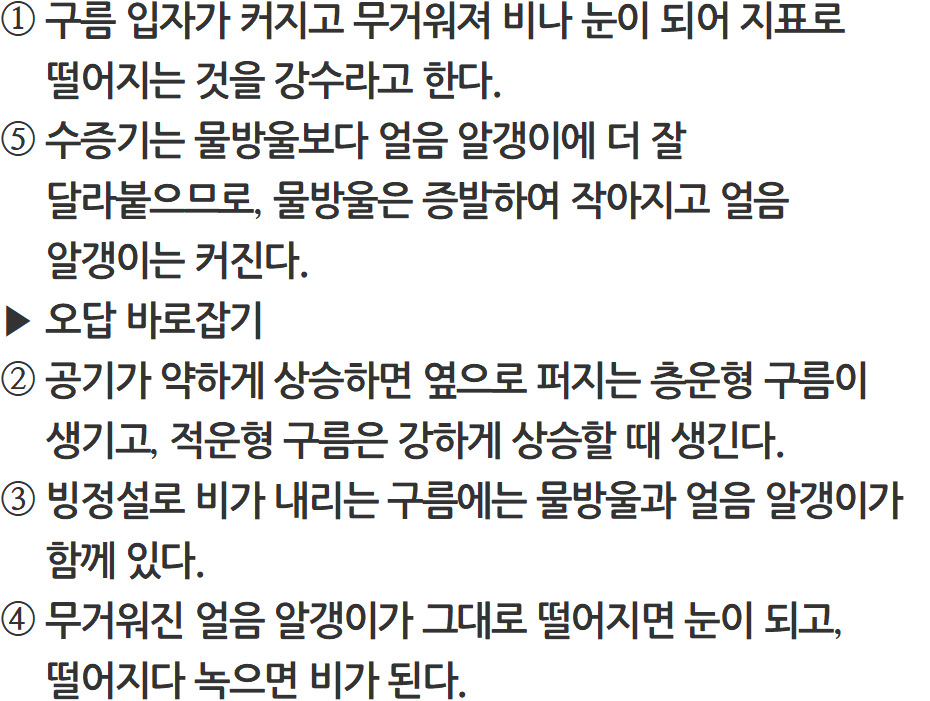 ① 구름 입자가 커지고 무거워져 비나 눈이 되어 지표로
떨어지는 것을 강수라고 한다.
⑤ 수증기는 물방울보다 얼음 알갱이에 더 잘
달라붙으므로, 물방울은 증발하여 작아지고 얼음
알갱이는 커진다.
▶ 오답 바로잡기
② 공기가 약하게 상승하면 옆으로 퍼지는 층운형 구름이
생기고, 적운형 구름은 강하게 상승할 때 생긴다.
③ 빙정설로 비가 내리는 구름에는 물방울과 얼음 알갱이가
함께 있다.
④ 무거워진 얼음 알갱이가 그대로 떨어지면 눈이 되고,
떨어지다 녹으면 비가 된다.